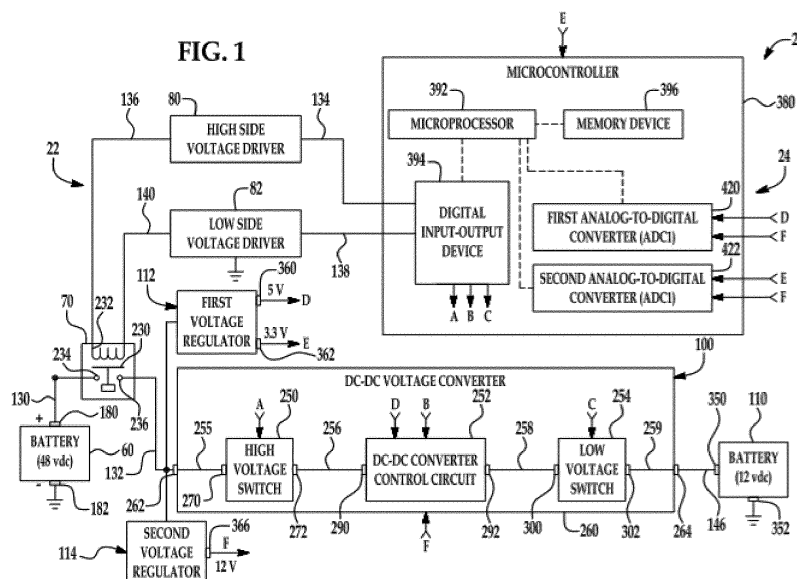 FIG. 1
E
2
MICROCONTROLLER
136
80
134
392
396
380
HIGH SIDE
VOLTAGE DRIVER
MICROPROCESSOR
MEMORY DEVICE
22
394
24
140
82
420
LOW SIDE
VOLTAGE DRIVER
DIGITAL
INPUT-OUTPUT
DEVICE
FIRST ANALOG-TO-DIGITAL
CONVERTER (ADC1)
D
F
138
422
112
360
5 V
D
SECOND ANALOG-TO-DIGITAL
CONVERTER (ADC1)
E
F
70
232
230
FIRST
VOLTAGE
REGULATOR
3.3 V
E
362
A
B
C
234
236
100
DC-DC VOLTAGE CONVERTER
130
180
A
250
D
B
252
C
254
350
110
+
BATTERY
(48 vdc)
60
255
HIGH
VOLTAGE
SWITCH
256
DC-DC CONVERTER
CONTROL CIRCUIT
258
LOW
VOLTAGE
SWITCH
259
BATTERY
(12 vdc)
-
132
182
262
270
272
290
292
300
302
260
264
146
352
366
F
114
SECOND
VOLTAGE
REGULATOR
F
12 V